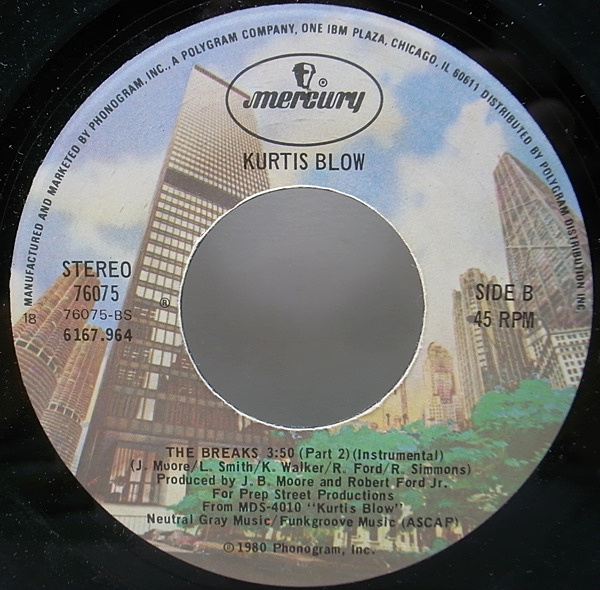 MANUFACTURED AND MARKETED BY PHONOGRAM, INC., A POLYGRAM COMPANY, ONE IBM PLAZA, CHICAGO, IL 60611 DISTRIBUTED BY POLYGRAM DISTRIBUTION INC
mercury ®
KURTIS BLOW
STEREO
76075
®
76075-BS
18
6167.964
SIDE B
45 RPM
THE BREAKS 3:50 (Part 2) (Instrumental)
(J. Moore/L. Smith/K. Walker/R. Ford/R. Simmons)
Produced by J. B. Moore and Robert Ford Jr.
For Prep Street Productions
From MDS-4010 "Kurtis Blow"
Neutral Gray Music/Funkgroove Music (ASCAP)
©1980 Phonogram, Inc.